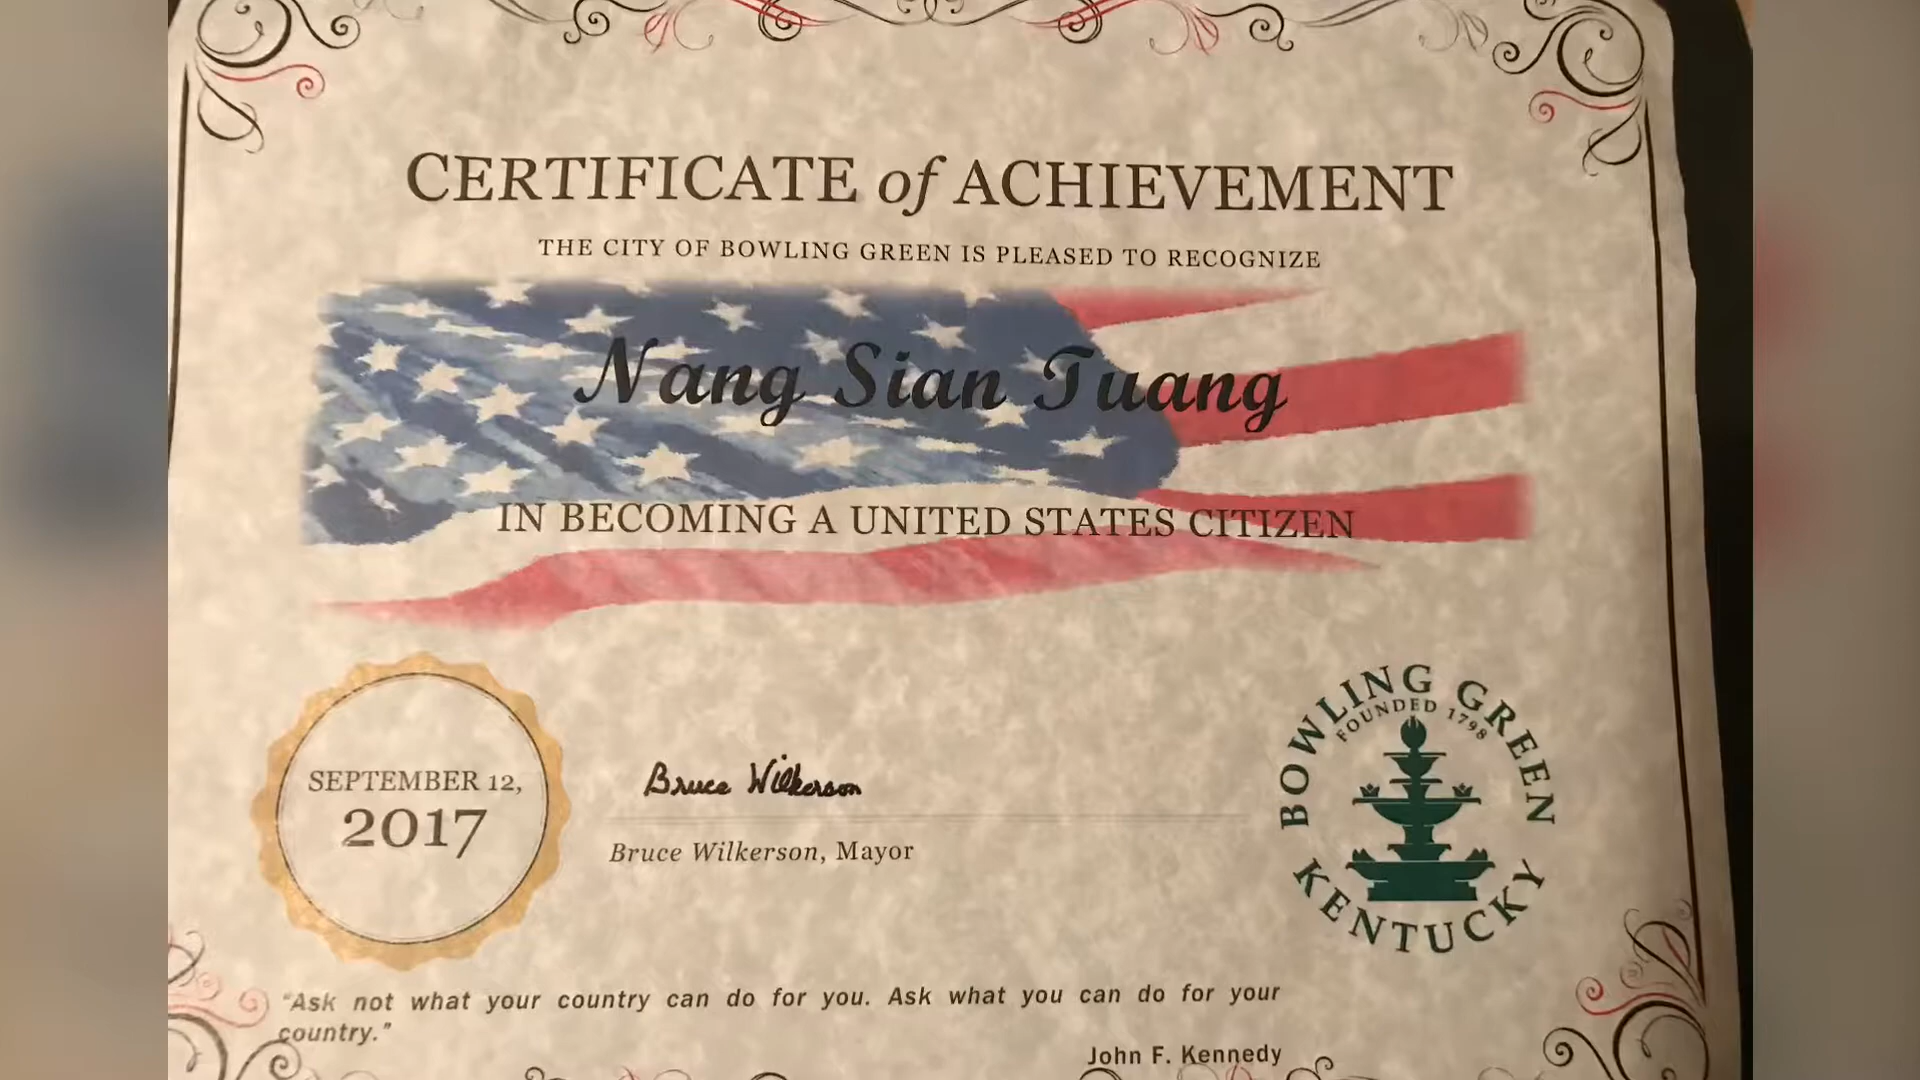 CERTIFICATE of ACHIEVEMENT
THE CITY OF BOWLING GREEN IS PLEASED TO RECOGNIZE
Nang Sian Tuang
IN BECOMING A UNITED STATES CITIZEN
SEPTEMBER 12,
2017
Bruce Wilkerson
Bruce Wilkerson, Mayor
BOWLING GREEN
FOUNDED 1798
KENTUCKY
"Ask not what your country can do for you. Ask what you can do for your
country."
John F. Kennedy